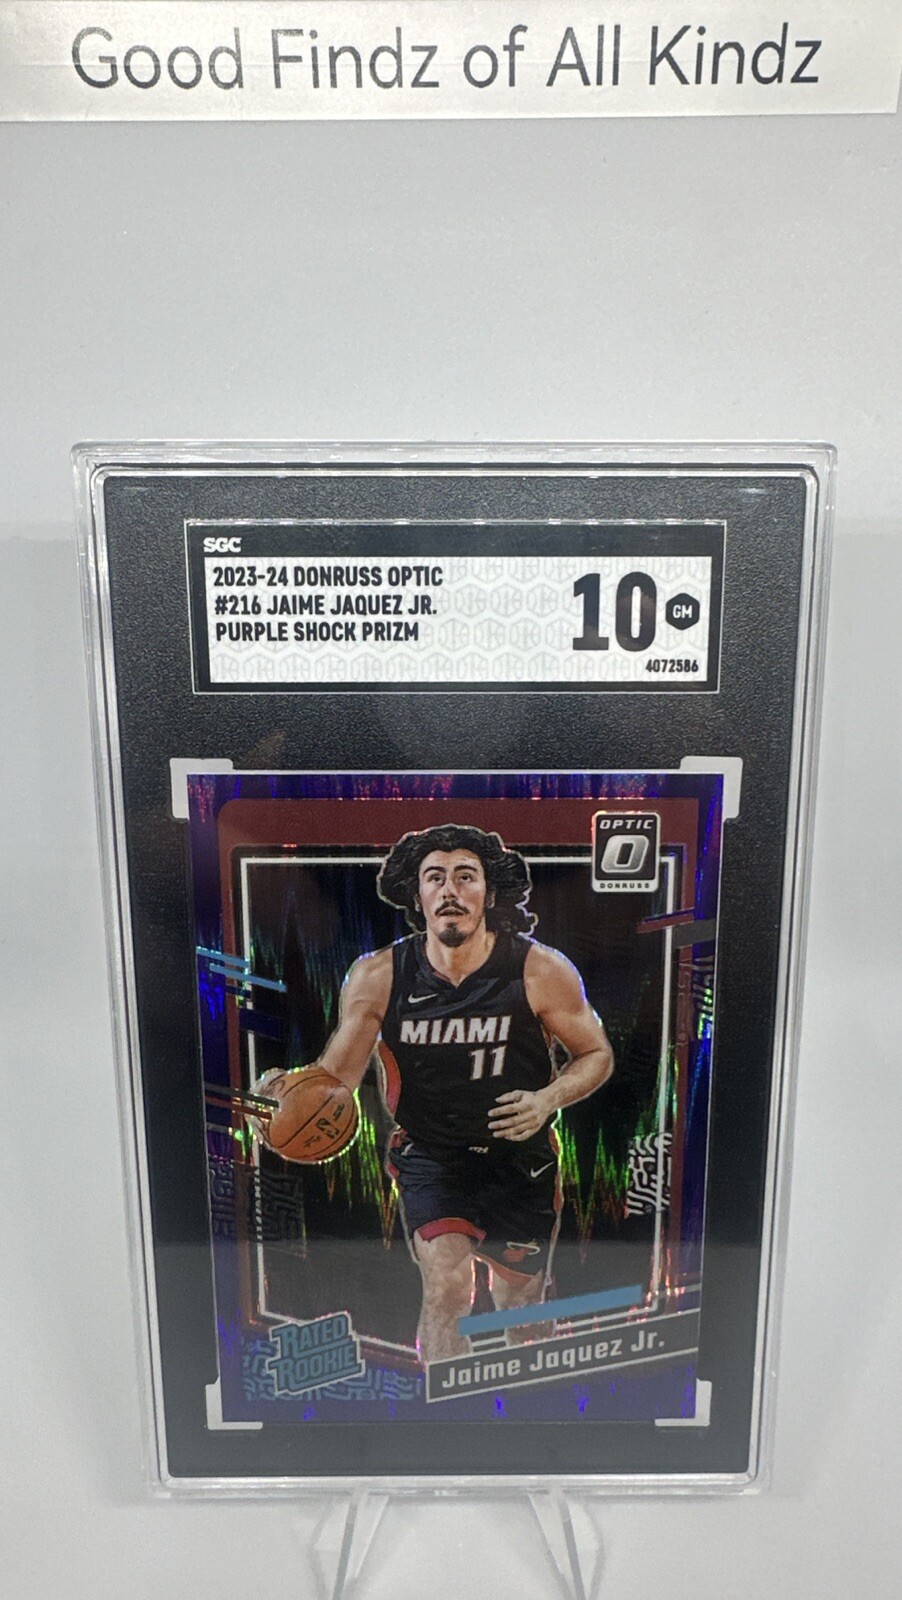 Good Findz of All Kindz
SGC
2023-24 DONRUSS OPTIC
#216 JAIME JAQUEZ JR.
PURPLE SHOCK PRIZM
10 GM
4072586
OPTIC
O
DONRUSS
MIAMI
11
RATED
ROOKIE
Jaime Jaquez Jr.